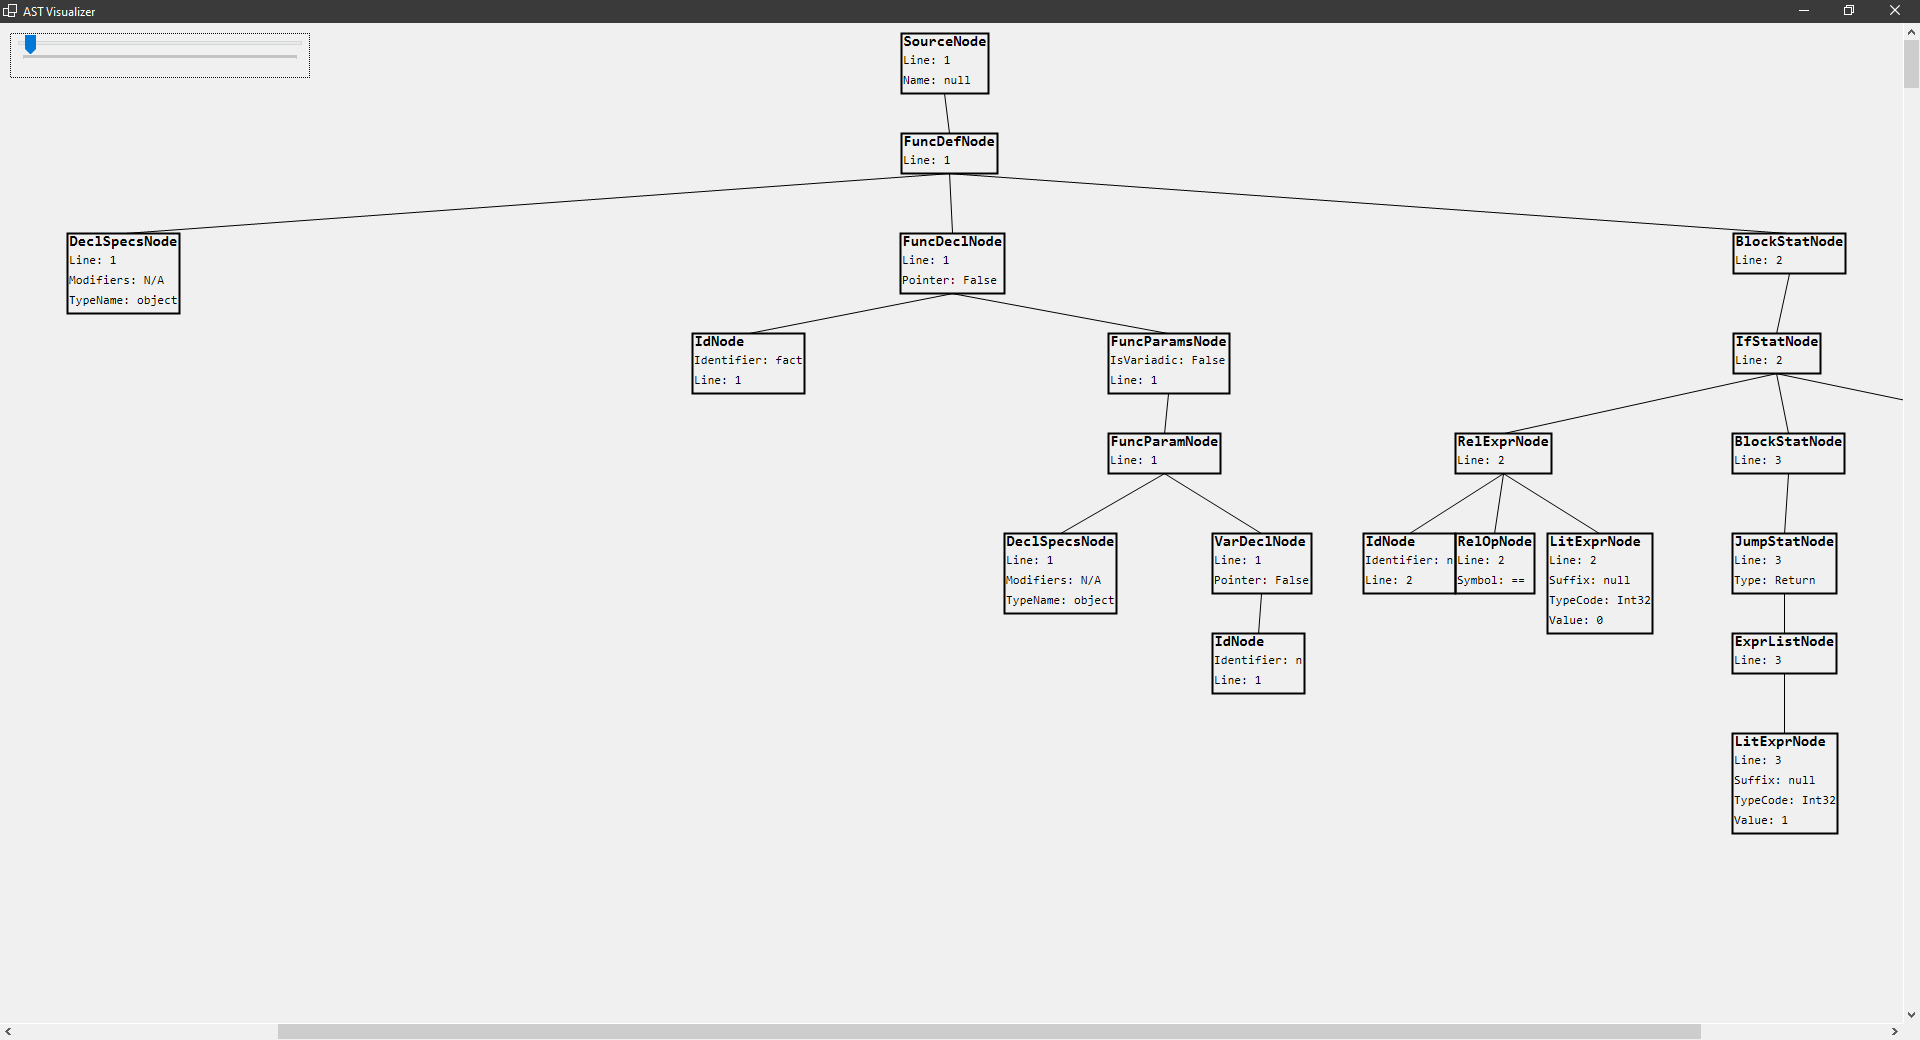 AST Visualizer
SourceNode
Line: 1
Name: null
FuncDefNode
Line: 1
DeclSpecsNode
Line: 1
Modifiers: N/A
TypeName: object
FuncDeclNode
Line: 1
Pointer: False
BlockStatNode
Line: 2
IdNode
Identifier: fact
Line: 1
FuncParamsNode
IsVariadic: False
Line: 1
IfStatNode
Line: 2
FuncParamNode
Line: 1
RelExprNode
Line: 2
BlockStatNode
Line: 3
DeclSpecsNode
Line: 1
Modifiers: N/A
TypeName: object
VarDeclNode
Line: 1
Pointer: False
IdNode
Identifier: n
Line: 2
RelOpNode
Line: 2
Symbol: ==
LitExprNode
Line: 2
Suffix: null
TypeCode: Int32
Value: 0
JumpStatNode
Line: 3
Type: Return
IdNode
Identifier: n
Line: 1
ExprListNode
Line: 3
LitExprNode
Line: 3
Suffix: null
TypeCode: Int32
Value: 1